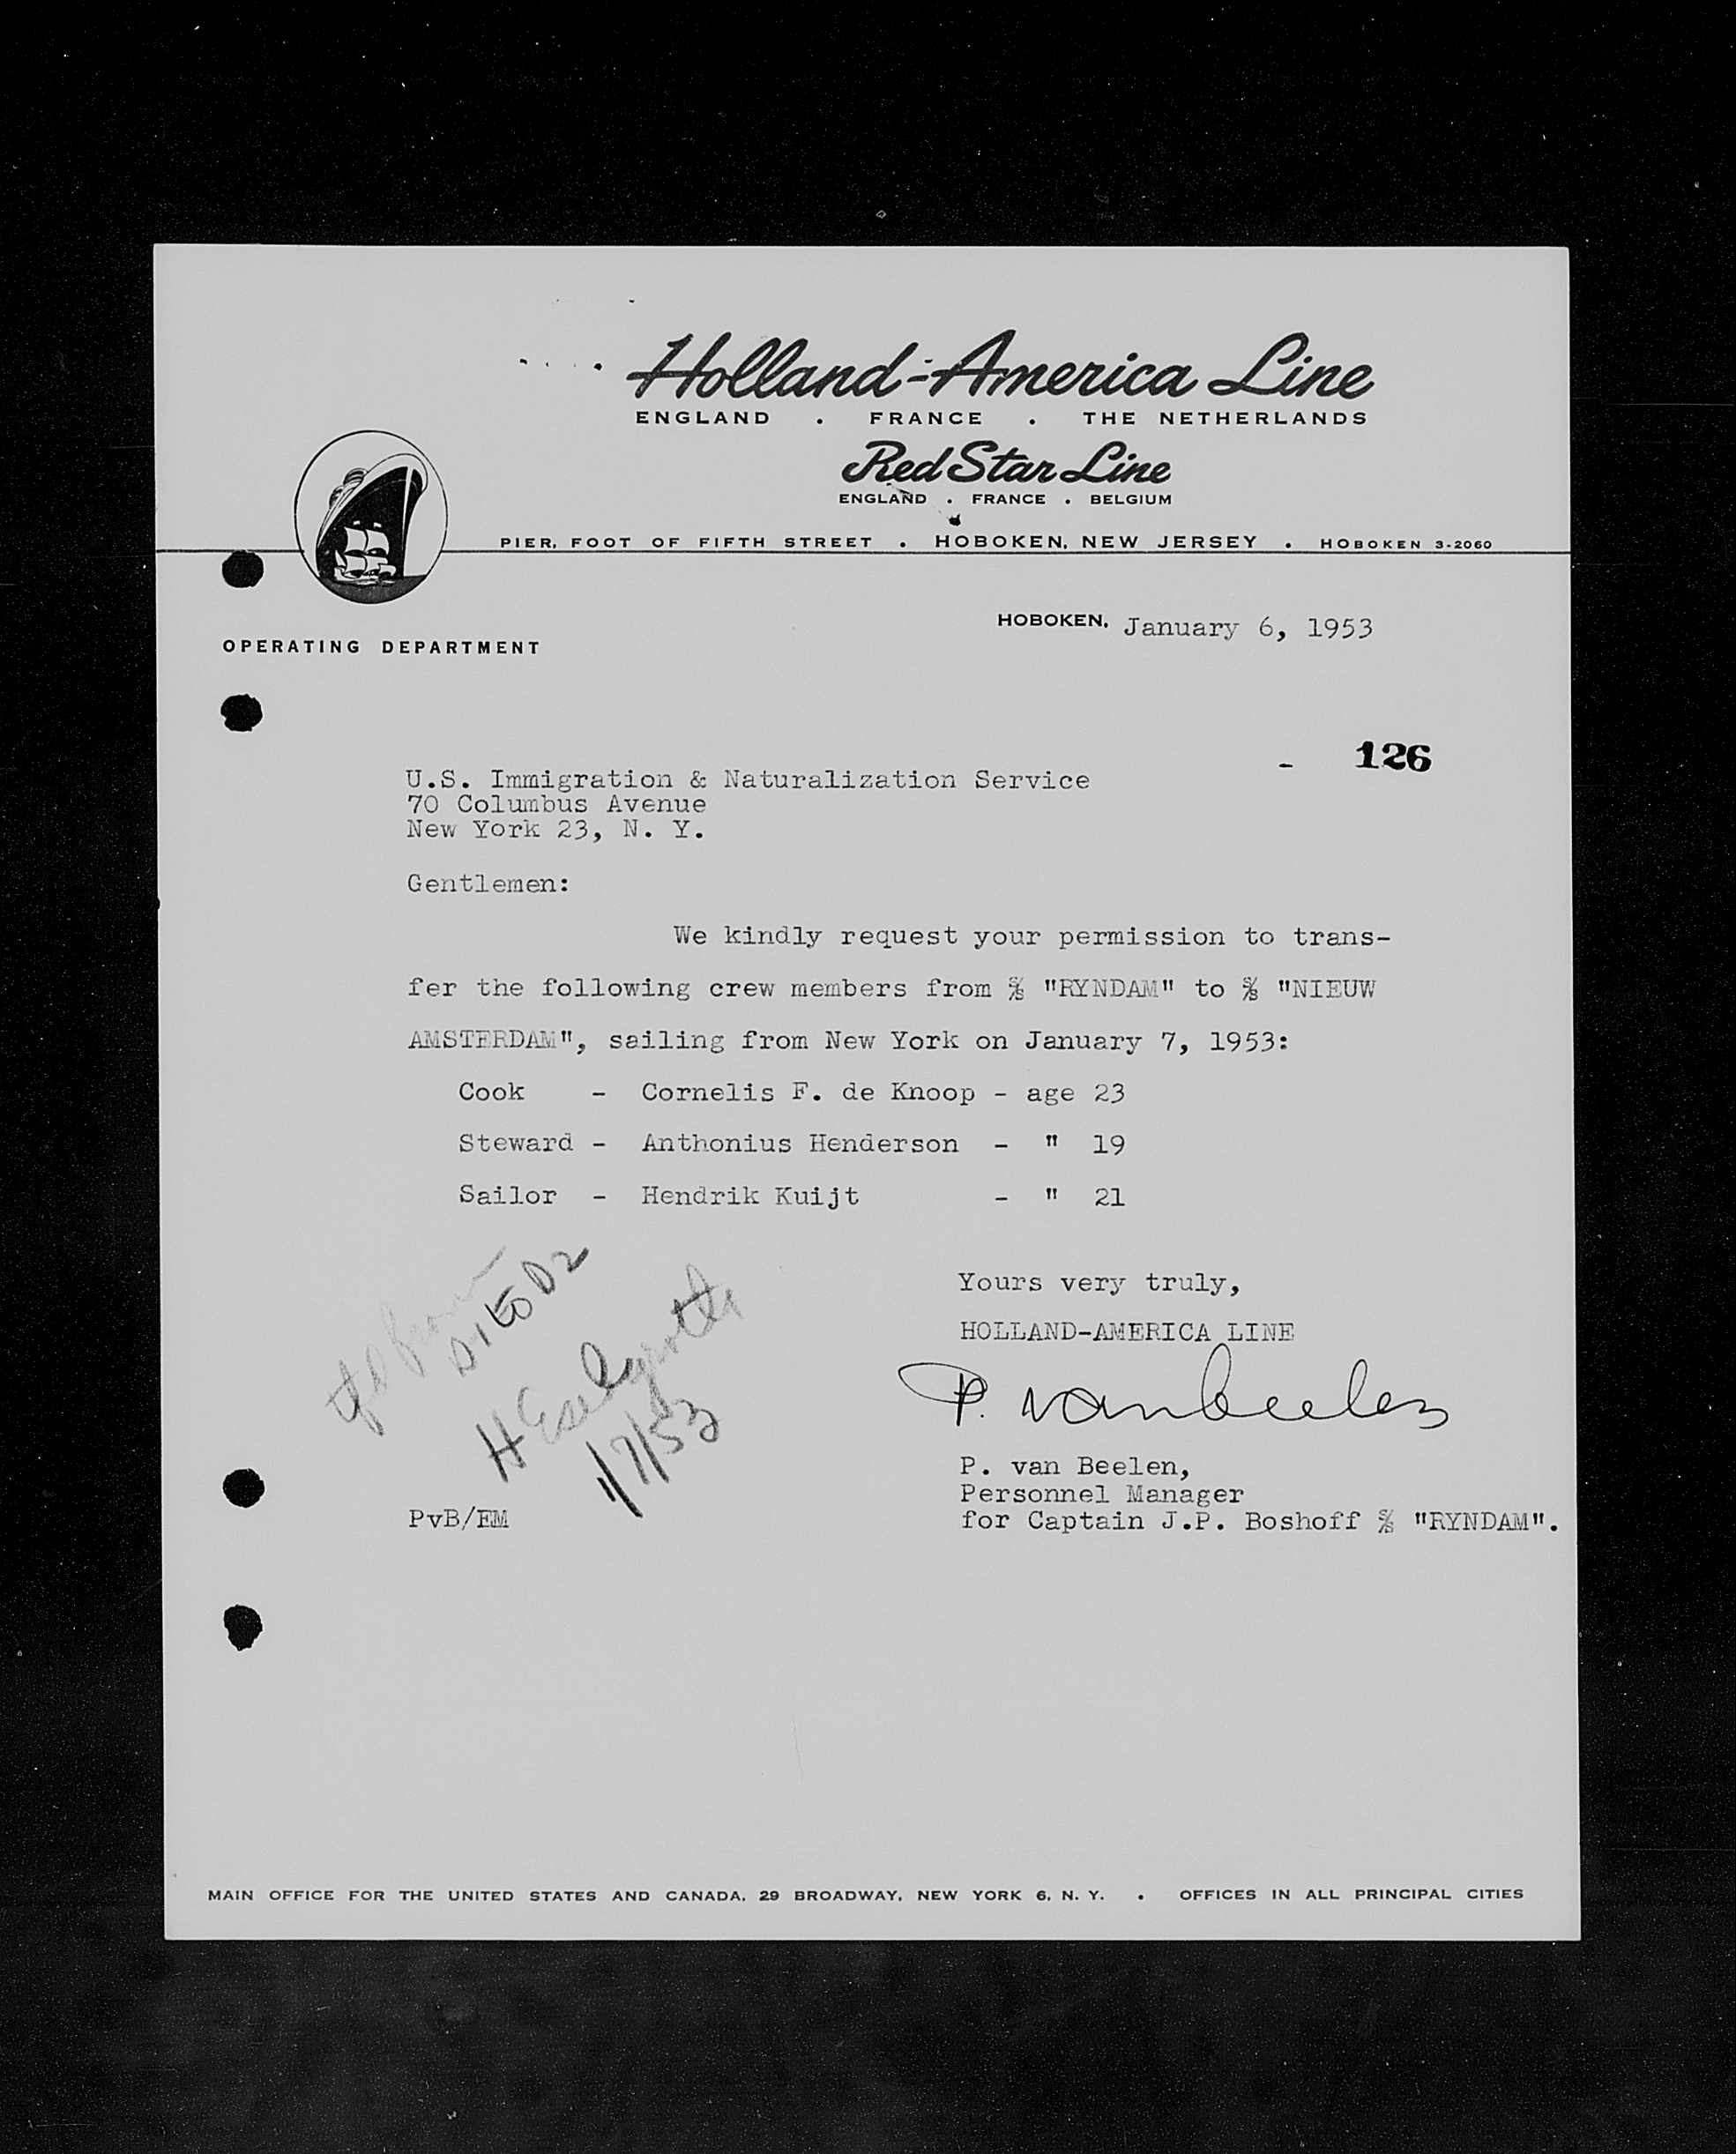 Holland-America Line
ENGLAND . FRANCE . THE NETHERLANDS
Red Star Line
ENGLAND . FRANCE . BELGIUM
PIER, FOOT OF FIFTH STREET . HOBOKEN, NEW JERSEY . HOBOKEN 3-2060
HOBOKEN, January 6, 1953
OPERATING DEPARTMENT
- 126
U.S. Immigration & Naturalization Service
70 Columbus Avenue
New York 23, N. Y.
Gentlemen:
We kindly request your permission to trans-
fer the following crew members from S/S "RYNDAM" to S/S "NIEUW
AMSTERDAM", sailing from New York on January 7, 1953:
Cook - Cornelis F. de Knoop - age 23
Steward - Anthonius Henderson - " 19
Sailor - Hendrik Kuijt - " 21
Yours very truly,
HOLLAND-AMERICA LINE
P. van Beelen
P. van Beelen,
Personnel Manager
for Captain J.P. Boshoff S/S "RYNDAM".
D1 to D2
1/7/53
PvB/EM
MAIN OFFICE FOR THE UNITED STATES AND CANADA, 29 BROADWAY, NEW YORK 6, N. Y. . OFFICES IN ALL PRINCIPAL CITIES